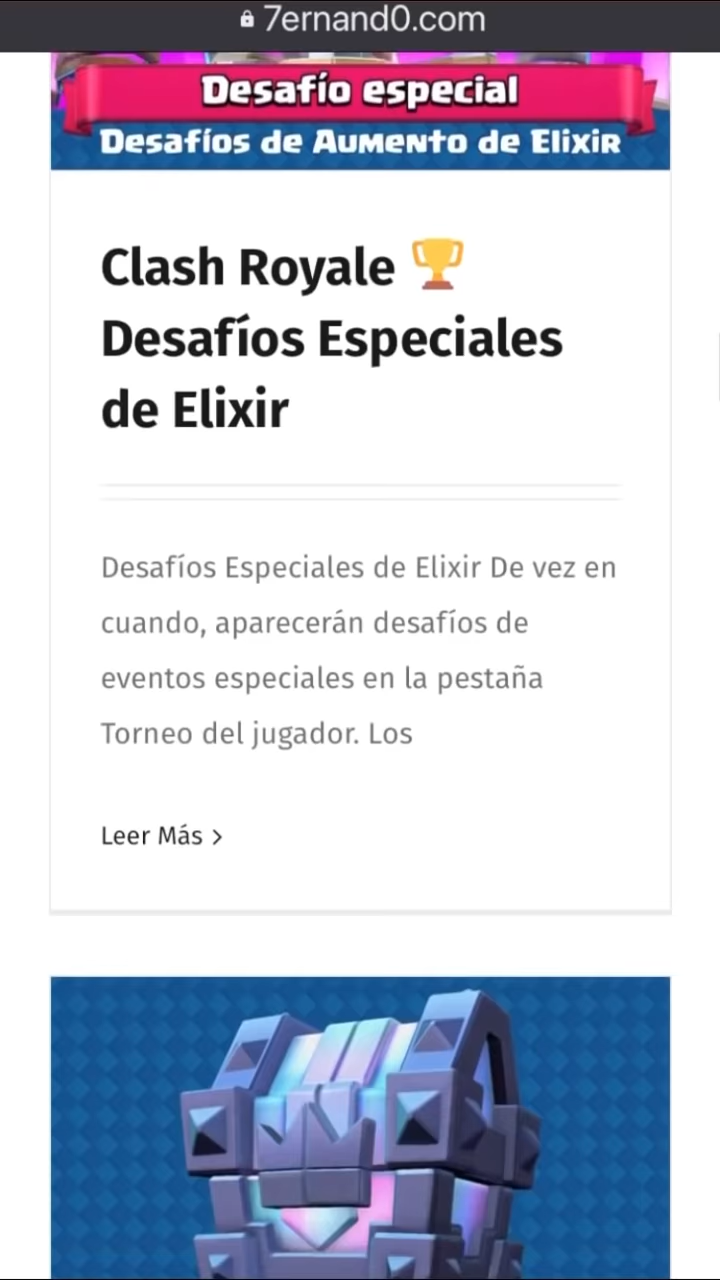 7ernand0.com
Desafío especial
Desafíos de Aumento de Elixir
Clash Royale 🏆
Desafíos Especiales
de Elixir
Desafíos Especiales de Elixir De vez en
cuando, aparecerán desafíos de
eventos especiales en la pestaña
Torneo del jugador. Los
Leer Más >